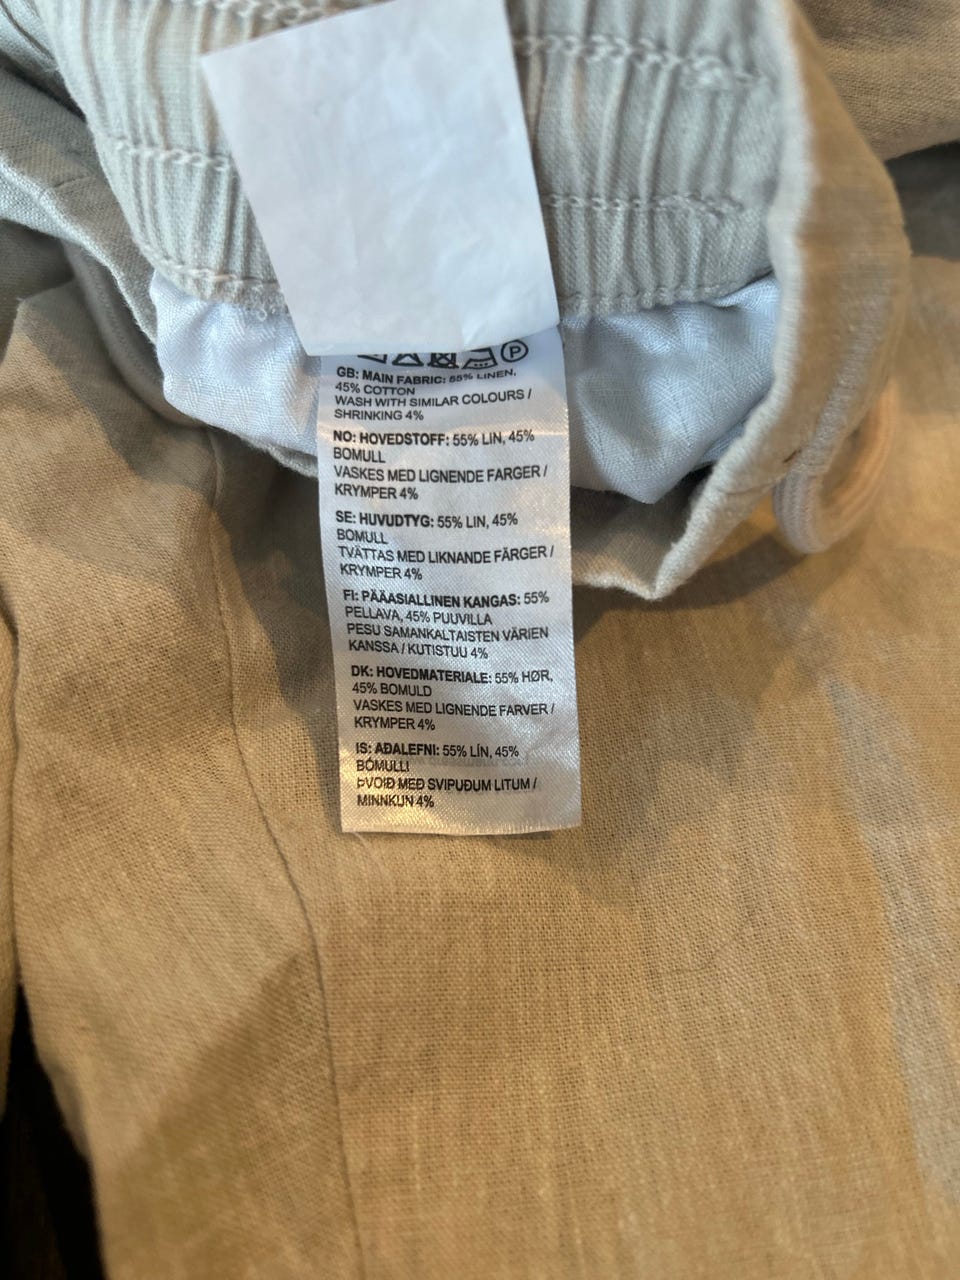 P
GB: MAIN FABRIC: 55% LINEN,
45% COTTON
WASH WITH SIMILAR COLOURS /
SHRINKING 4%
NO: HOVEDSTOFF: 55% LIN, 45%
BOMULL
VASKES MED LIGNENDE FARGER /
KRYMPER 4%
SE: HUVUDTYG: 55% LIN, 45%
BOMULL
TVÄTTAS MED LIKNANDE FÄRGER /
KRYMPER 4%
FI: PÄÄASIALLINEN KANGAS: 55%
PELLAVA, 45% PUUVILLA
PESU SAMANKALTAISTEN VÄRIEN
KANSSA / KUTISTUU 4%
DK: HOVEDMATERIALE: 55% HØR,
45% BOMULD
VASKES MED LIGNENDE FARVER /
KRYMPER 4%
IS: AÐALEFNI: 55% LÍN, 45%
BÓMULLI
ÞVOIÐ MEÐ SVIPUÐUM LITUM /
MINNKUN 4%